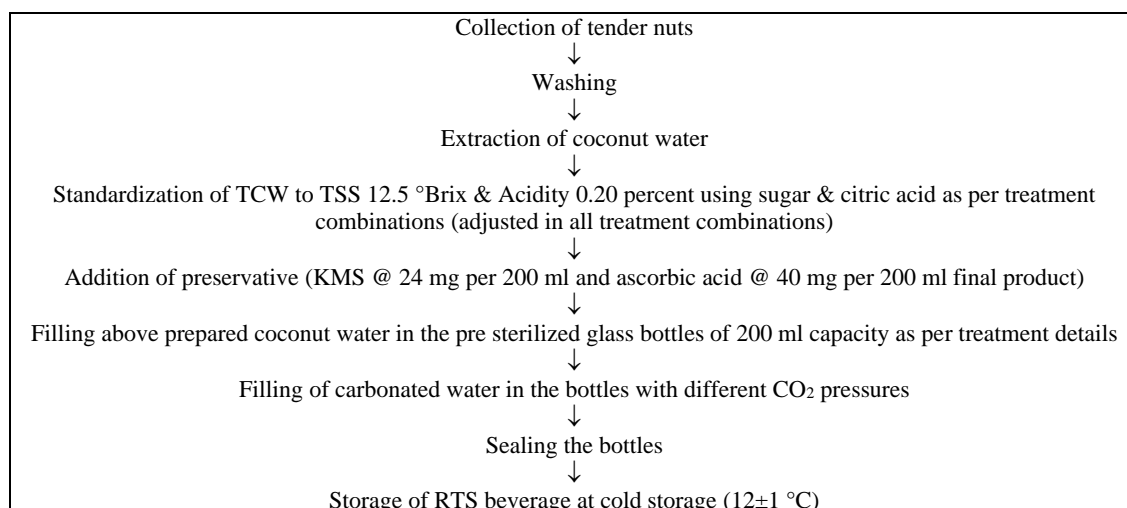 Collection of tender nuts
↓
Washing
↓
Extraction of coconut water
↓
Standardization of TCW to TSS 12.5 °Brix & Acidity 0.20 percent using sugar & citric acid as per treatment
combinations (adjusted in all treatment combinations)
↓
Addition of preservative (KMS @ 24 mg per 200 ml and ascorbic acid @ 40 mg per 200 ml final product)
↓
Filling above prepared coconut water in the pre sterilized glass bottles of 200 ml capacity as per treatment details
↓
Filling of carbonated water in the bottles with different CO₂ pressures
↓
Sealing the bottles
↓
Storage of RTS beverage at cold storage (12±1 °C)